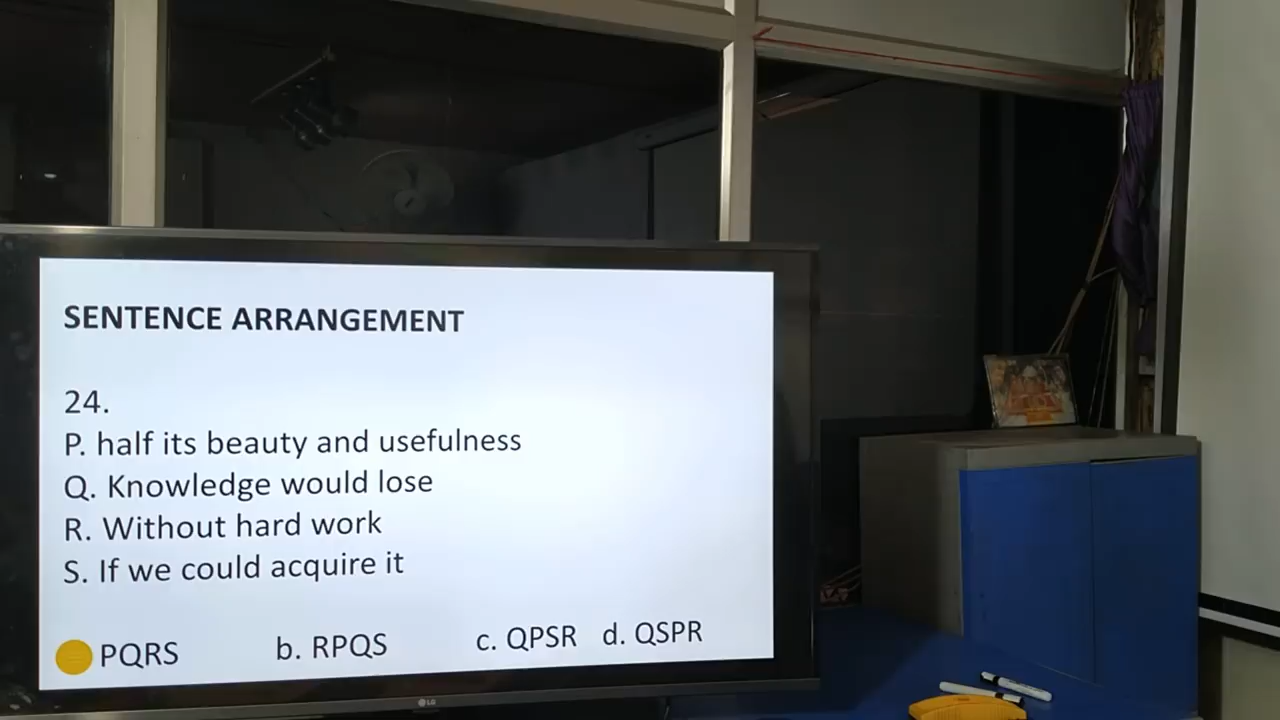 SENTENCE ARRANGEMENT
24.
P. half its beauty and usefulness
Q. Knowledge would lose
R. Without hard work
S. If we could acquire it
PQRS b. RPQS c. QPSR d. QSPR
LG